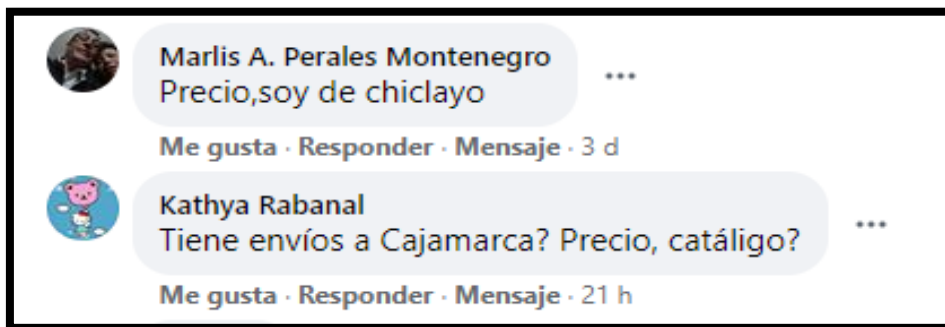 Marlis A. Perales Montenegro
Precio,soy de chiclayo
Me gusta · Responder · Mensaje · 3 d
Kathya Rabanal
Tiene envíos a Cajamarca? Precio, catáligo?
Me gusta · Responder · Mensaje · 21 h